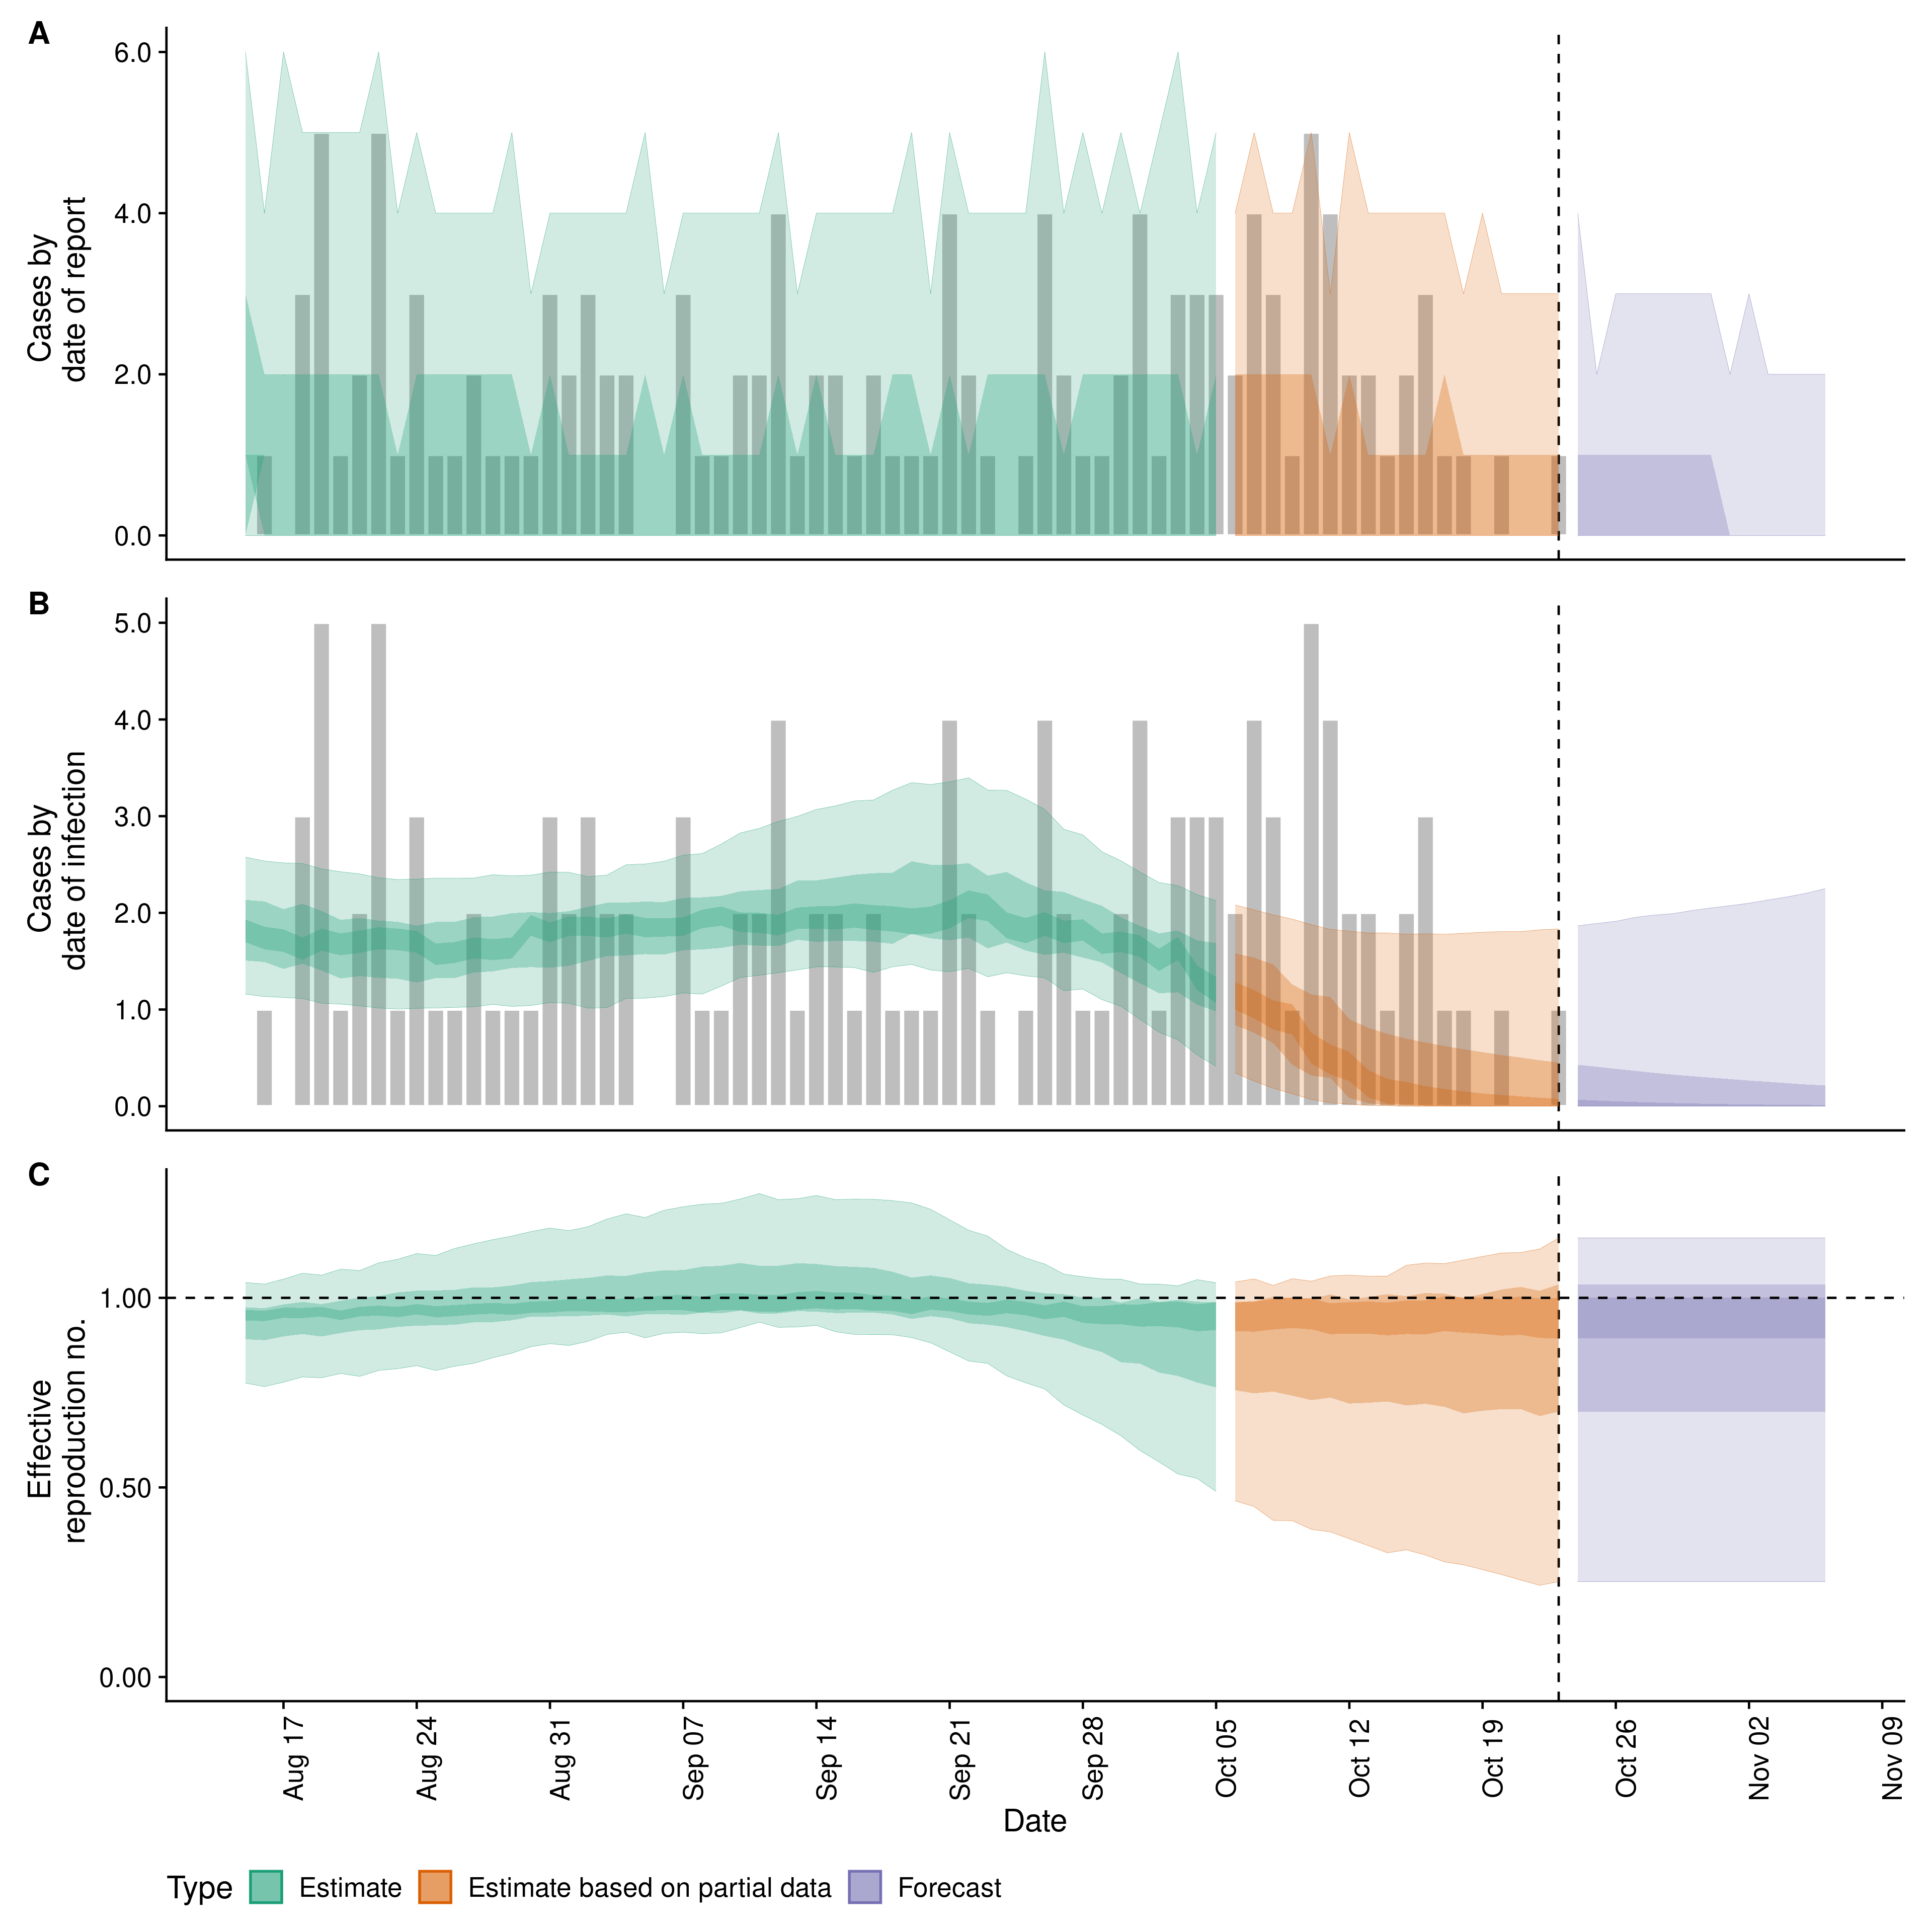 A
6.0
4.0
2.0
0.0
Cases by
date of report
B
5.0
4.0
3.0
2.0
1.0
0.0
Cases by
date of infection
C
1.00
0.50
0.00
Effective
reproduction no.
Aug 17
Aug 24
Aug 31
Sep 07
Sep 14
Sep 21
Sep 28
Oct 05
Oct 12
Oct 19
Oct 26
Nov 02
Nov 09
Date
Type Estimate Estimate based on partial data Forecast